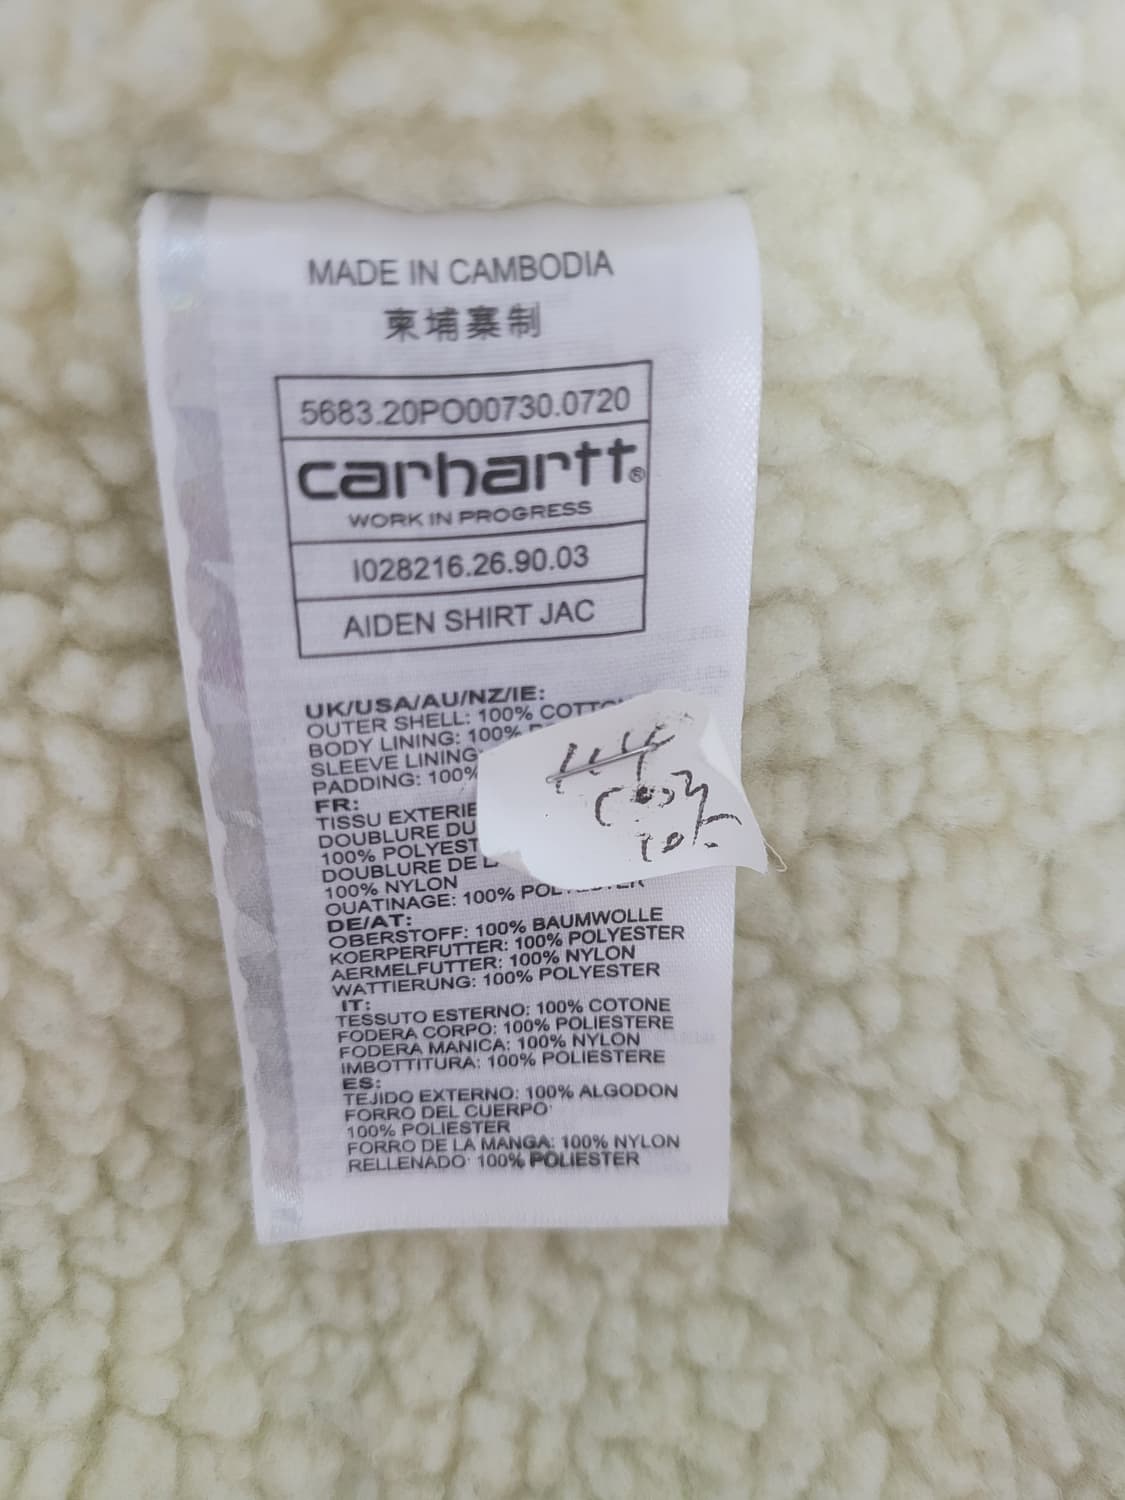 MADE IN CAMBODIA
柬埔寨制
5683.20PO00730.0720
carhartt®
WORK IN PROGRESS
I028216.26.90.03
AIDEN SHIRT JAC
UK/USA/AU/NZ/IE:
OUTER SHELL: 100% COTTON
BODY LINING: 100%
SLEEVE LINING
PADDING: 100%
FR:
TISSU EXTERIE
DOUBLURE DU
100% POLYEST
DOUBLURE DE L
100% NYLON
OUATINAGE: 100% POLYESTER
DE/AT:
OBERSTOFF: 100% BAUMWOLLE
KOERPERFUTTER: 100% POLYESTER
AERMELFUTTER: 100% NYLON
WATTIERUNG: 100% POLYESTER
IT:
TESSUTO ESTERNO: 100% COTONE
FODERA CORPO: 100% POLIESTERE
FODERA MANICA: 100% NYLON
IMBOTTITURA: 100% POLIESTERE
ES:
TEJIDO EXTERNO: 100% ALGODON
FORRO DEL CUERPO:
100% POLIESTER
FORRO DE LA MANGA: 100% NYLON
RELLENADO: 100% POLIESTER